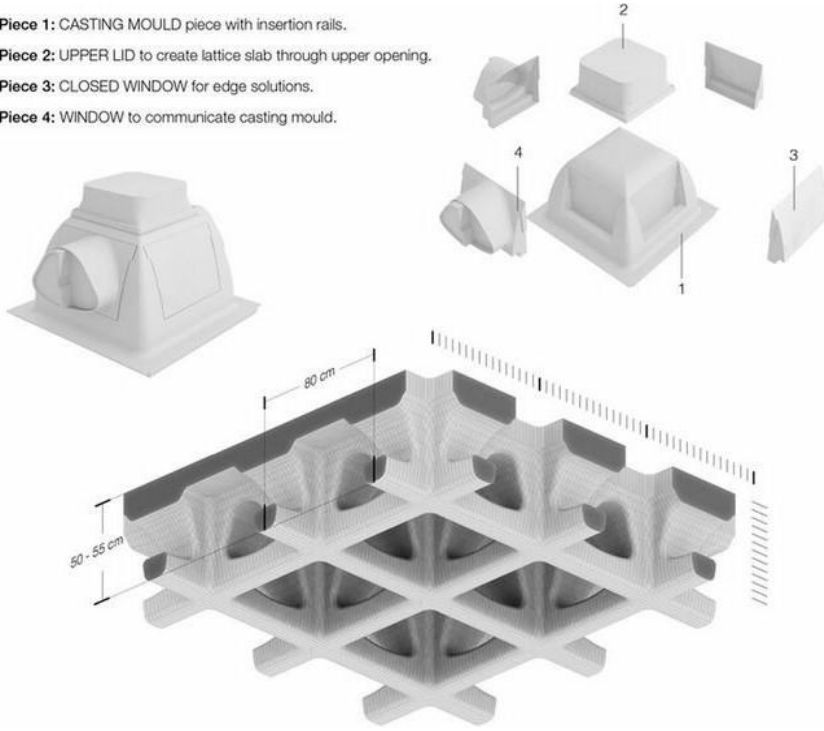 Piece 1: CASTING MOULD piece with insertion rails.
Piece 2: UPPER LID to create lattice slab through upper opening.
Piece 3: CLOSED WINDOW for edge solutions.
Piece 4: WINDOW to communicate casting mould.
2
4
3
1
80 cm
50 - 55 cm